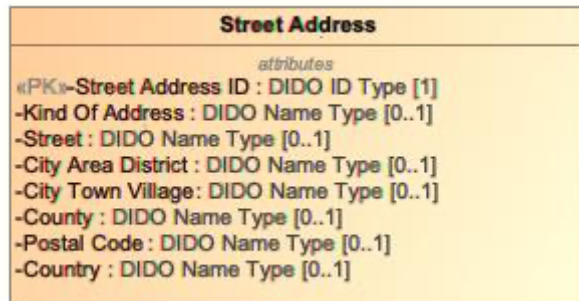 Street Address
attributes
«PK»-Street Address ID : DIDO ID Type [1]
-Kind Of Address : DIDO Name Type [0..1]
-Street : DIDO Name Type [0..1]
-City Area District : DIDO Name Type [0..1]
-City Town Village : DIDO Name Type [0..1]
-County : DIDO Name Type [0..1]
-Postal Code : DIDO Name Type [0..1]
-Country : DIDO Name Type [0..1]